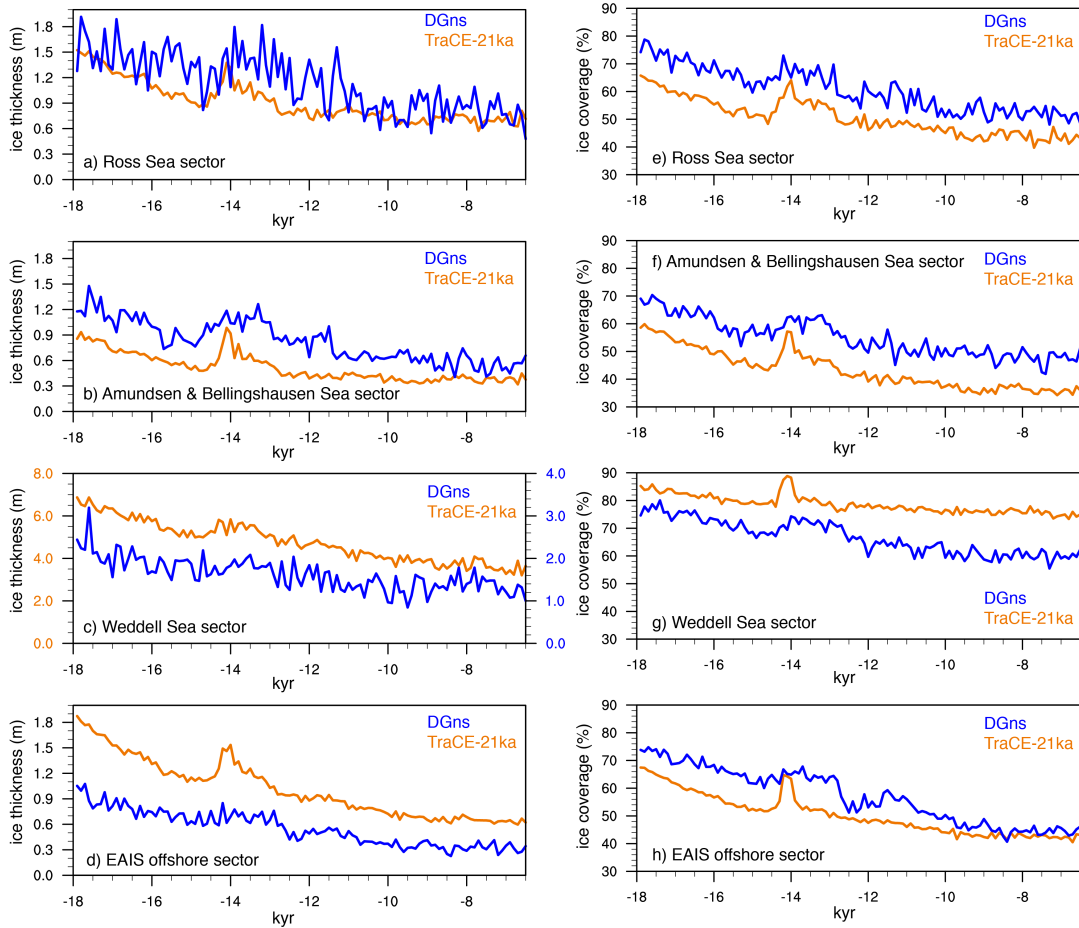 ice thickness (m)
1.8
1.5
1.2
0.9
0.6
0.3
0.0
DGns
TraCE-21ka
a) Ross Sea sector
-18 -16 -14 -12 -10 -8
kyr
ice coverage (%)
90
80
70
60
50
40
30
DGns
TraCE-21ka
e) Ross Sea sector
-18 -16 -14 -12 -10 -8
kyr
ice thickness (m)
1.8
1.5
1.2
0.9
0.6
0.3
0.0
DGns
TraCE-21ka
b) Amundsen & Bellingshausen Sea sector
-18 -16 -14 -12 -10 -8
kyr
ice coverage (%)
90
80
70
60
50
40
30
f) Amundsen & Bellingshausen Sea sector
DGns
TraCE-21ka
-18 -16 -14 -12 -10 -8
kyr
ice thickness (m)
8.0
6.0
4.0
2.0
0.0
4.0
3.0
2.0
1.0
0.0
DGns
TraCE-21ka
c) Weddell Sea sector
-18 -16 -14 -12 -10 -8
kyr
ice coverage (%)
90
80
70
60
50
40
30
DGns
TraCE-21ka
g) Weddell Sea sector
-18 -16 -14 -12 -10 -8
kyr
ice thickness (m)
1.8
1.5
1.2
0.9
0.6
0.3
0.0
DGns
TraCE-21ka
d) EAIS offshore sector
-18 -16 -14 -12 -10 -8
kyr
ice coverage (%)
90
80
70
60
50
40
30
DGns
TraCE-21ka
h) EAIS offshore sector
-18 -16 -14 -12 -10 -8
kyr